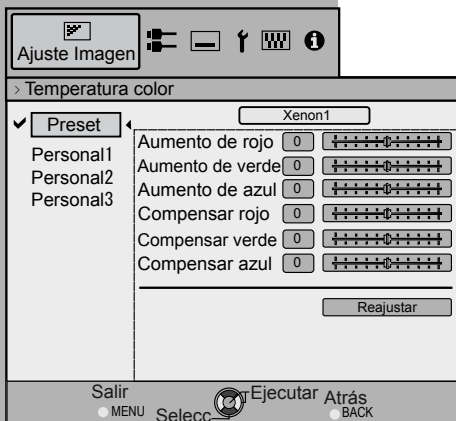 Ajuste Imagen
> Temperatura color
Preset
Personal1
Personal2
Personal3
Xenon1
Aumento de rojo 0
Aumento de verde 0
Aumento de azul 0
Compensar rojo 0
Compensar verde 0
Compensar azul 0
Reajustar
Salir
MENU
Selecc
Ejecutar
Atrás
BACK